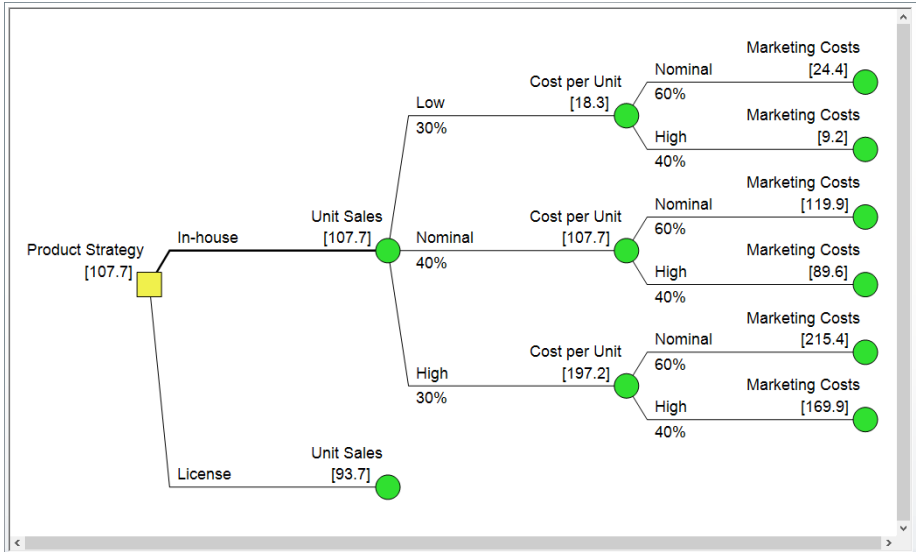 Marketing Costs
Nominal [24.4]
60%
Cost per Unit
[18.3]
Low
30%
Marketing Costs
High [9.2]
40%
Marketing Costs
Nominal [119.9]
60%
Unit Sales
In-house [107.7]
Cost per Unit
Nominal [107.7]
40%
Product Strategy
[107.7]
Marketing Costs
High [89.6]
40%
Marketing Costs
Nominal [215.4]
60%
Cost per Unit
[197.2]
High
30%
Marketing Costs
High [169.9]
40%
Unit Sales
License [93.7]